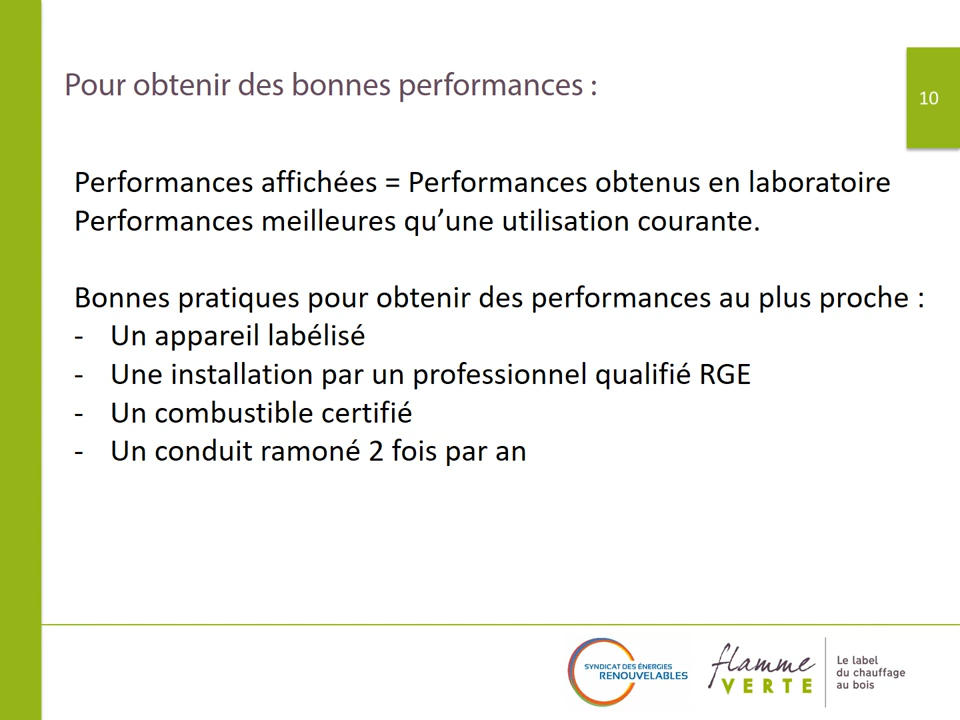 Pour obtenir des bonnes performances :
10
Performances affichées = Performances obtenus en laboratoire
Performances meilleures qu’une utilisation courante.
Bonnes pratiques pour obtenir des performances au plus proche :
- Un appareil labélisé
- Une installation par un professionnel qualifié RGE
- Un combustible certifié
- Un conduit ramoné 2 fois par an
SYNDICAT DES ÉNERGIES
RENOUVELABLES
flamme
VERTE
Le label
du chauffage
au bois